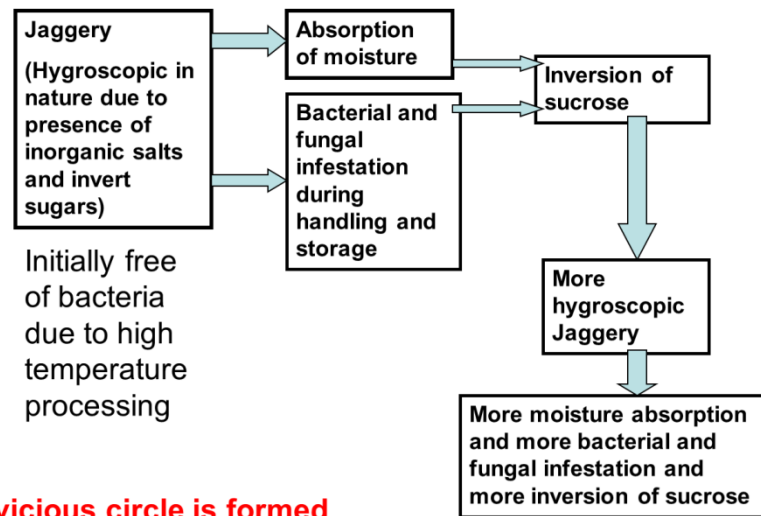 Jaggery
(Hygroscopic in
nature due to
presence of
inorganic salts
and invert
sugars)
Initially free
of bacteria
due to high
temperature
processing
Absorption
of moisture
Bacterial and
fungal
infestation
during
handling and
storage
Inversion of
sucrose
More
hygroscopic
Jaggery
More moisture absorption
and more bacterial and
fungal infestation and
more inversion of sucrose
vicious circle is formed